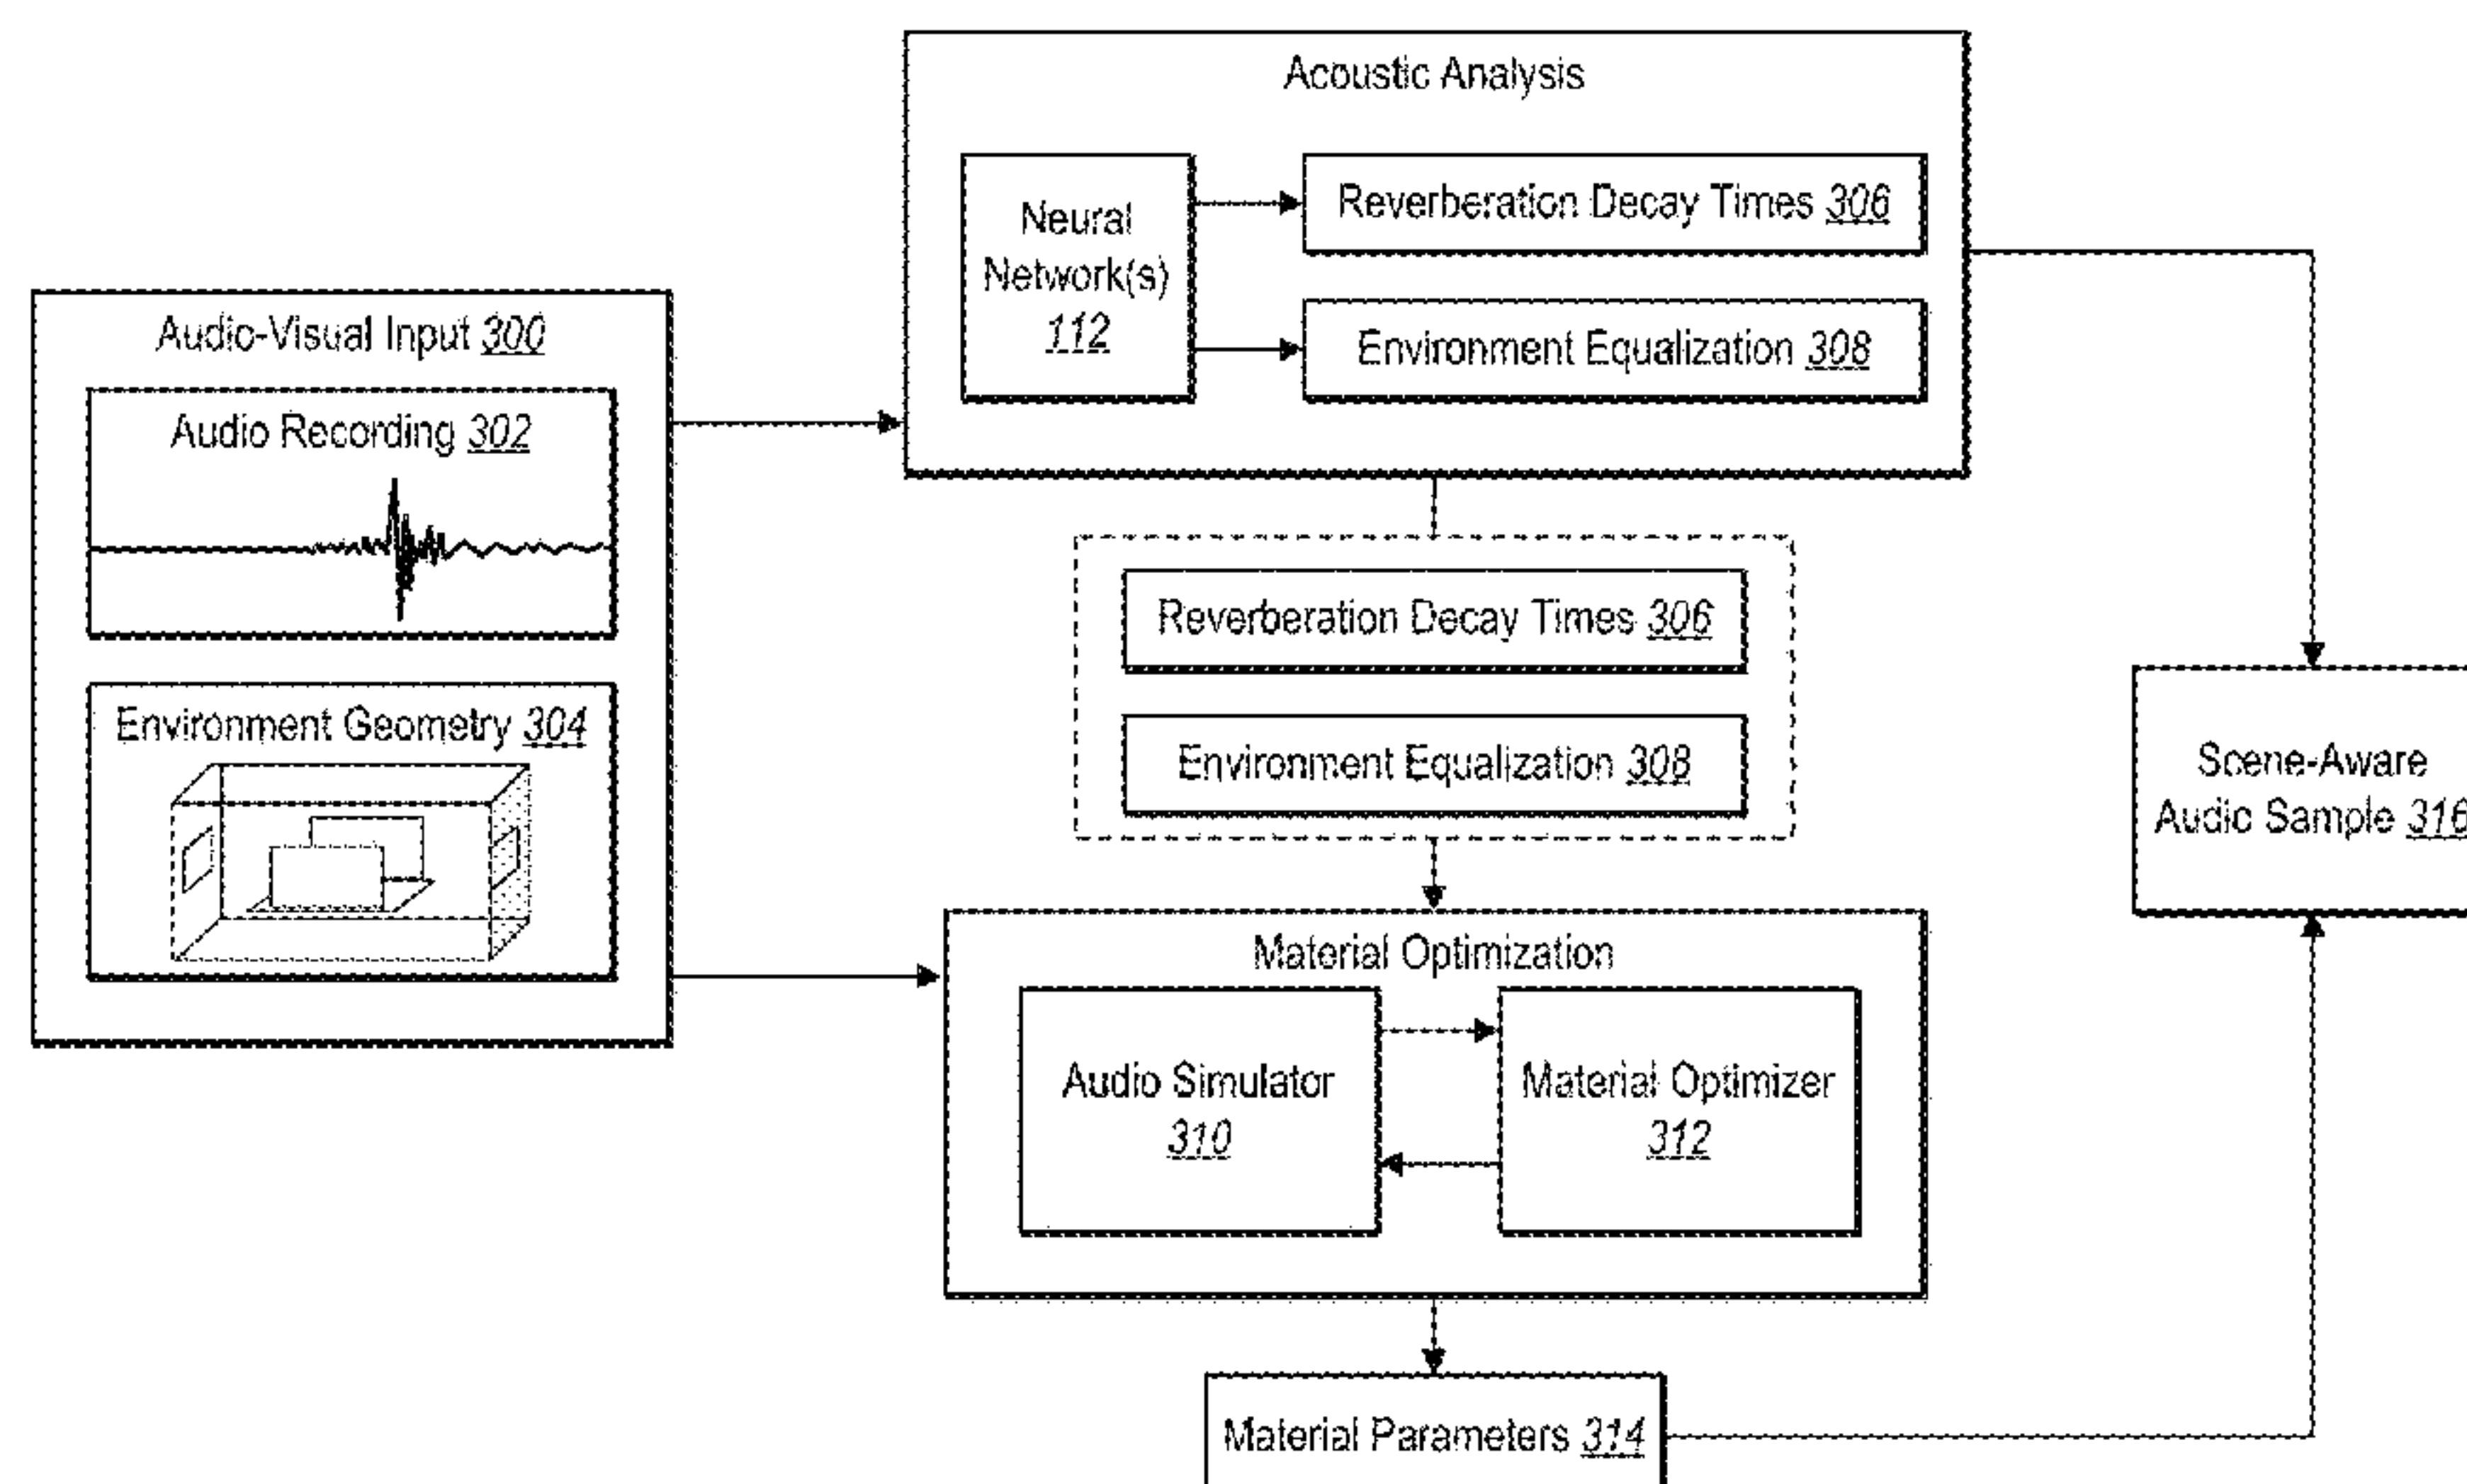 Acoustic Analysis
Neural
Network(s)
112
Reverberation Decay Times 306
Environment Equalization 308
Audio-Visual Input 300
Audio Recording 302
Environment Geometry 304
Reverberation Decay Times 306
Environment Equalization 308
Scene-Aware
Audio Sample 316
Material Optimization
Audio Simulator
310
Material Optimizer
312
Material Parameters 314